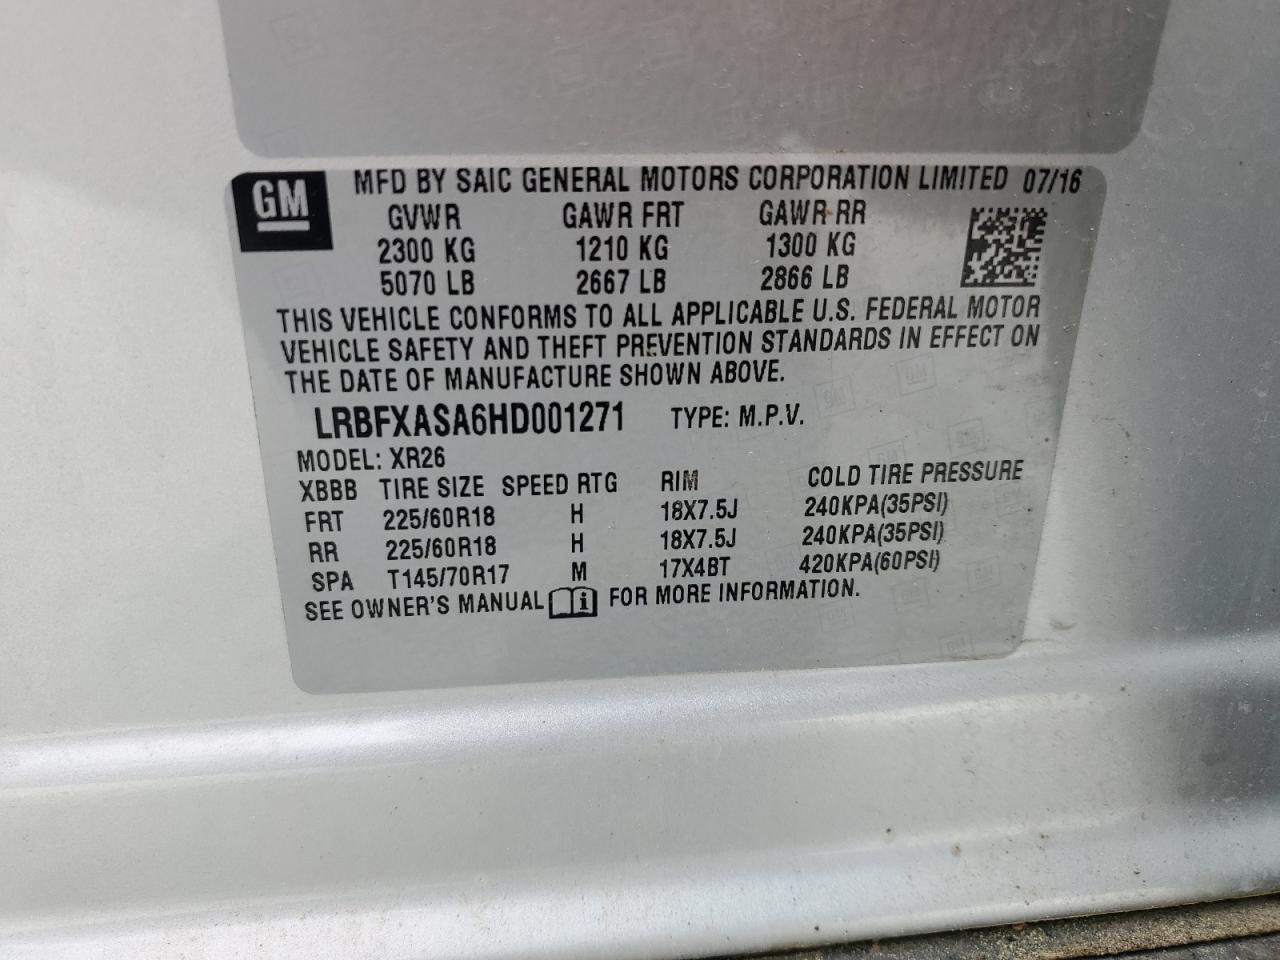 GM
MFD BY SAIC GENERAL MOTORS CORPORATION LIMITED 07/16
GVWR GAWR FRT GAWR RR
2300 KG 1210 KG 1300 KG
5070 LB 2667 LB 2866 LB
THIS VEHICLE CONFORMS TO ALL APPLICABLE U.S. FEDERAL MOTOR
VEHICLE SAFETY AND THEFT PREVENTION STANDARDS IN EFFECT ON
THE DATE OF MANUFACTURE SHOWN ABOVE.
LRBFXASA6HD001271 TYPE: M.P.V.
MODEL: XR26
XBBB TIRE SIZE SPEED RTG RIM COLD TIRE PRESSURE
FRT 225/60R18 H 18X7.5J 240KPA(35PSI)
RR 225/60R18 H 18X7.5J 240KPA(35PSI)
SPA T145/70R17 M 17X4BT 420KPA(60PSI)
SEE OWNER'S MANUAL FOR MORE INFORMATION.